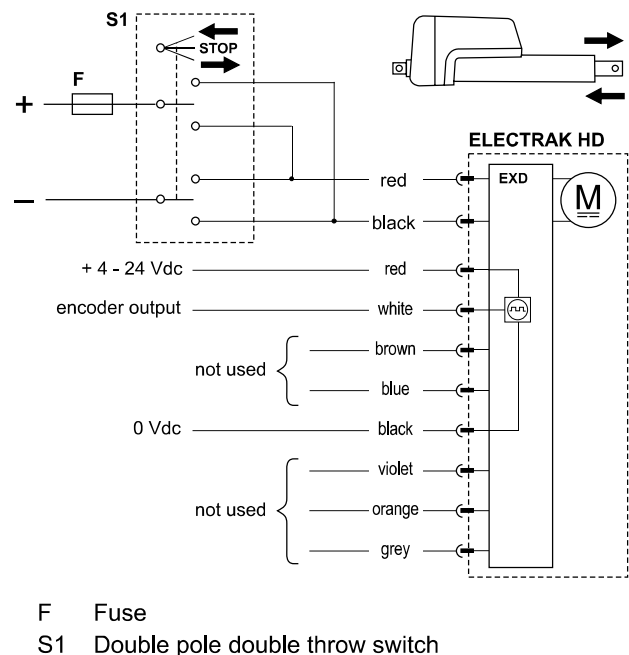 S1
STOP
F
+
−
ELECTRAK HD
EXD
M
red
black
+ 4 - 24 Vdc red
encoder output white
not used
brown
blue
0 Vdc black
not used
violet
orange
grey
F Fuse
S1 Double pole double throw switch